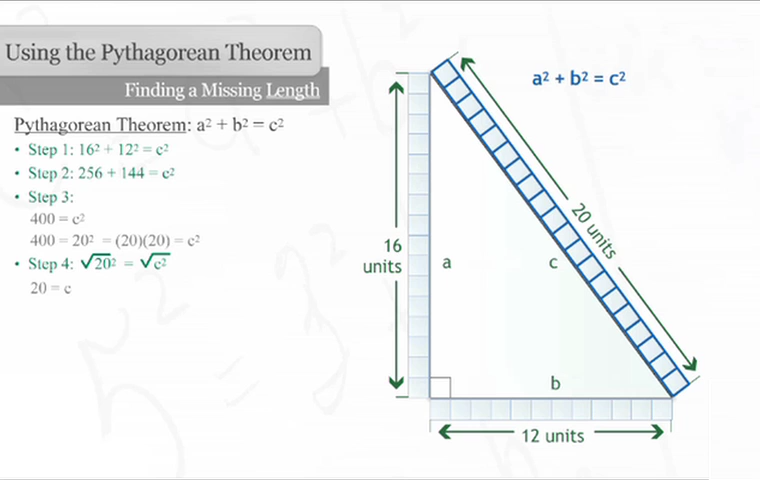 Using the Pythagorean Theorem
Finding a Missing Length
Pythagorean Theorem: a² + b² = c²
• Step 1: 16² + 12² = c²
• Step 2: 256 + 144 = c²
• Step 3:
400 = c²
400 = 20² = (20)(20) = c²
• Step 4: √20² = √c²
20 = c
a² + b² = c²
20 units
16
units
a
c
b
12 units